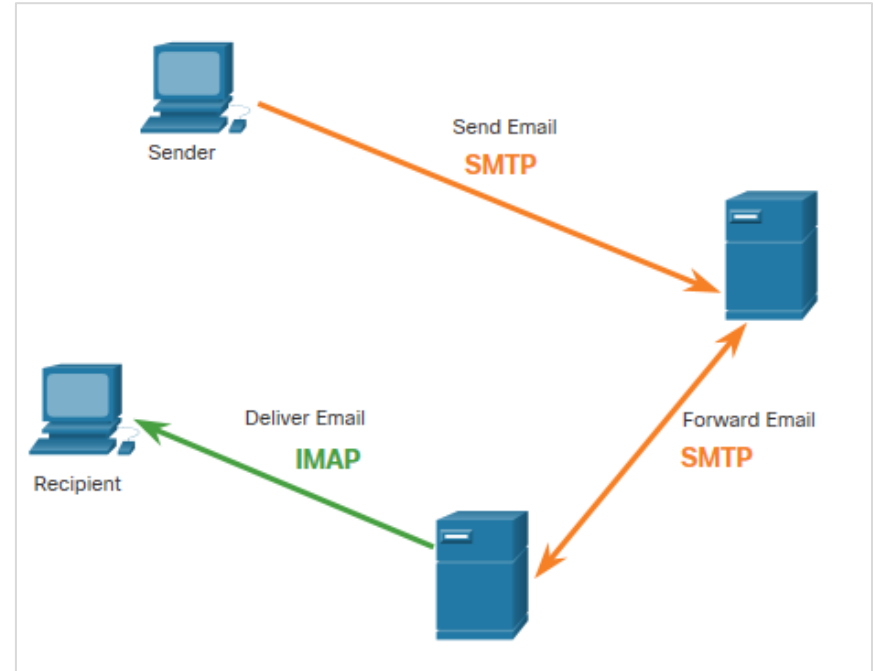 Sender
Send Email
SMTP
Recipient
Deliver Email
IMAP
Forward Email
SMTP